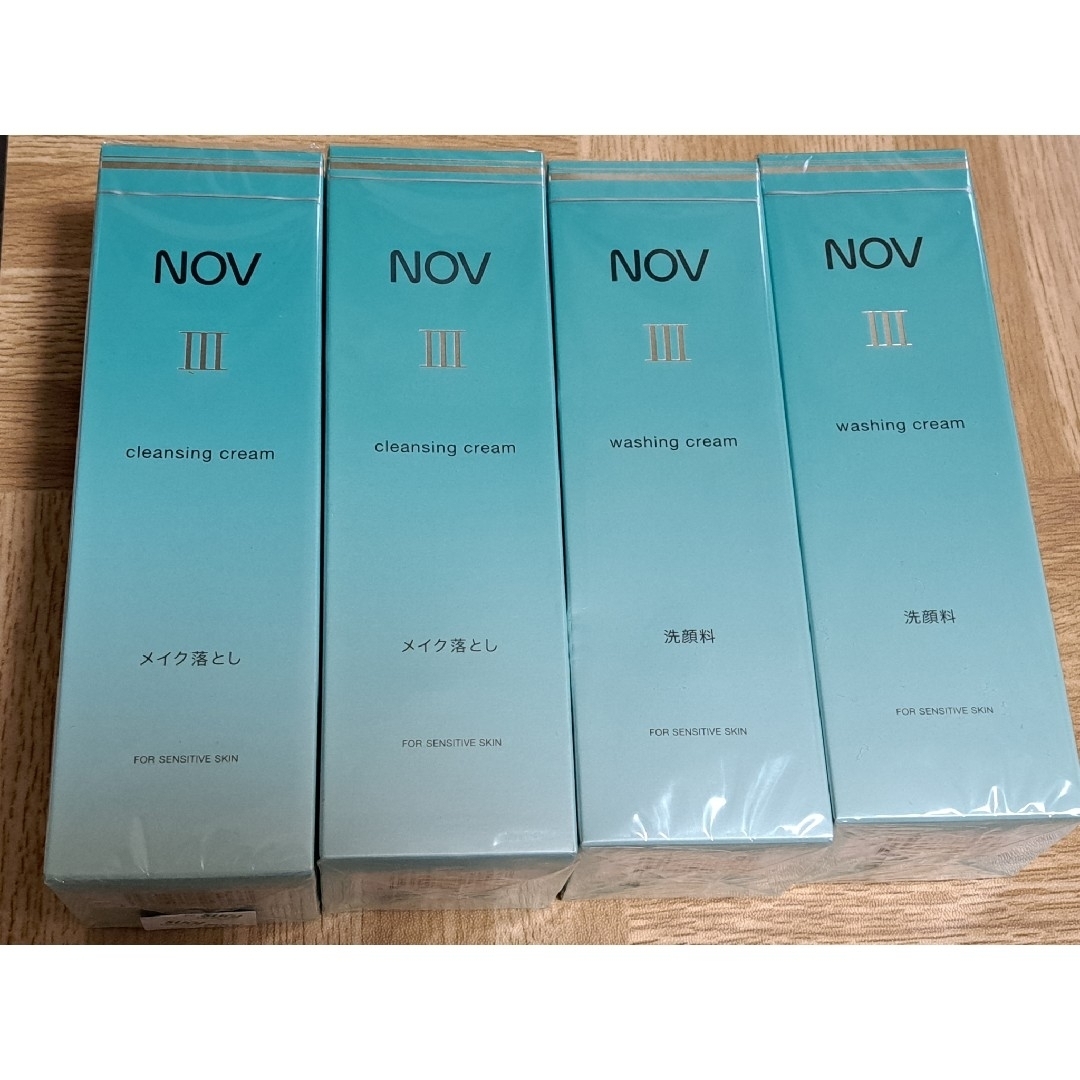 NOV
III
cleansing cream
メイク落とし
FOR SENSITIVE SKIN
NOV
III
cleansing cream
メイク落とし
FOR SENSITIVE SKIN
NOV
III
washing cream
洗顔料
FOR SENSITIVE SKIN
NOV
III
washing cream
洗顔料
FOR SENSITIVE SKIN